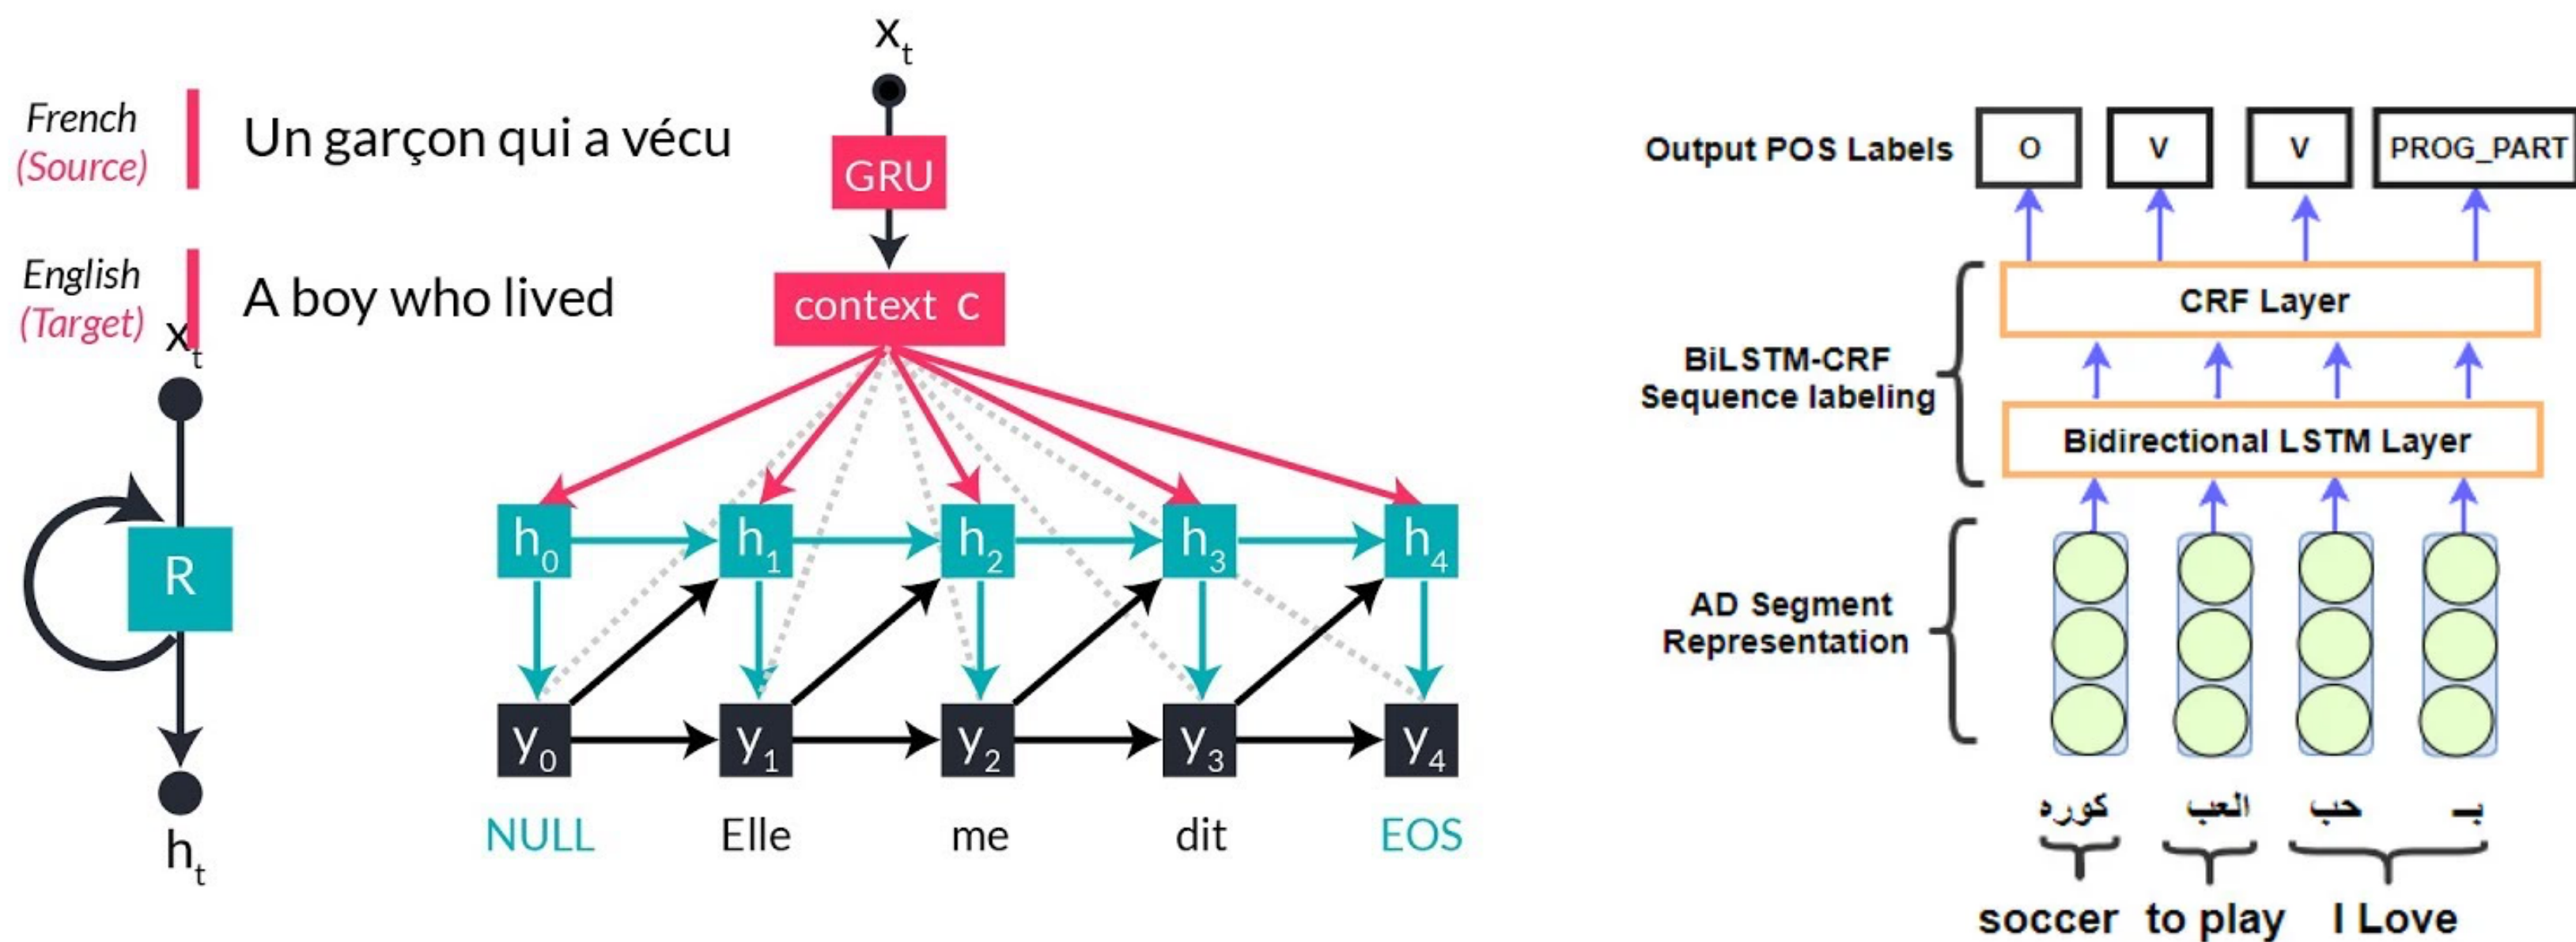 French
(Source)
Un garçon qui a vécu
English
(Target)
A boy who lived
xt
R
ht
xt
GRU
context c
h0 h1 h2 h3 h4
y0 y1 y2 y3 y4
NULL Elle me dit EOS
Output POS Labels
O V V PROG_PART
CRF Layer
BiLSTM-CRF
Sequence labeling
Bidirectional LSTM Layer
AD Segment
Representation
بـ حب العب كوره
soccer to play I Love